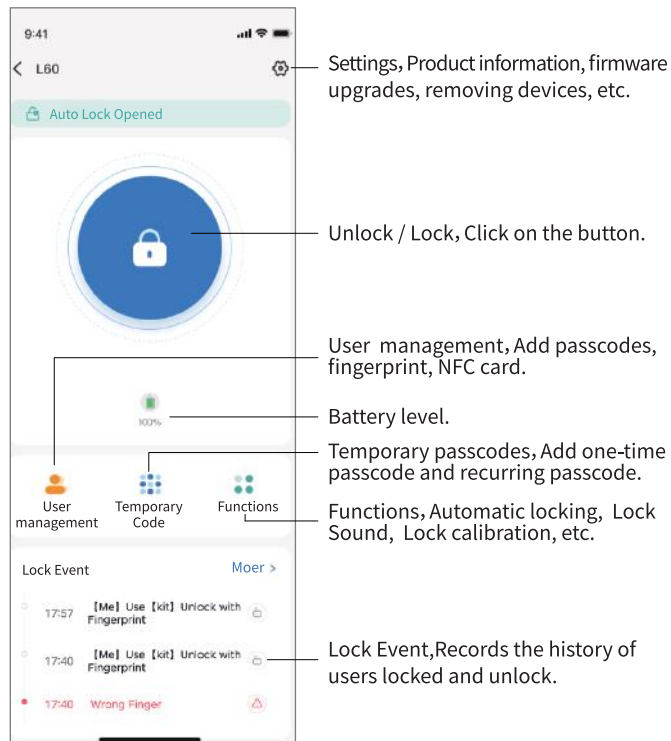 9:41
L60
Settings, Product information, firmware
upgrades, removing devices, etc.
Auto Lock Opened
Unlock / Lock, Click on the button.
User management, Add passcodes,
fingerprint, NFC card.
100%
Battery level.
Temporary passcodes, Add one-time
passcode and recurring passcode.
User
management
Temporary
Code
Functions
Functions, Automatic locking, Lock
Sound, Lock calibration, etc.
Lock Event
Moer >
17:57 【Me】Use【kit】Unlock with
Fingerprint
17:40 【Me】Use【kit】Unlock with
Fingerprint
Lock Event,Records the history of
users locked and unlock.
17:40 Wrong Finger